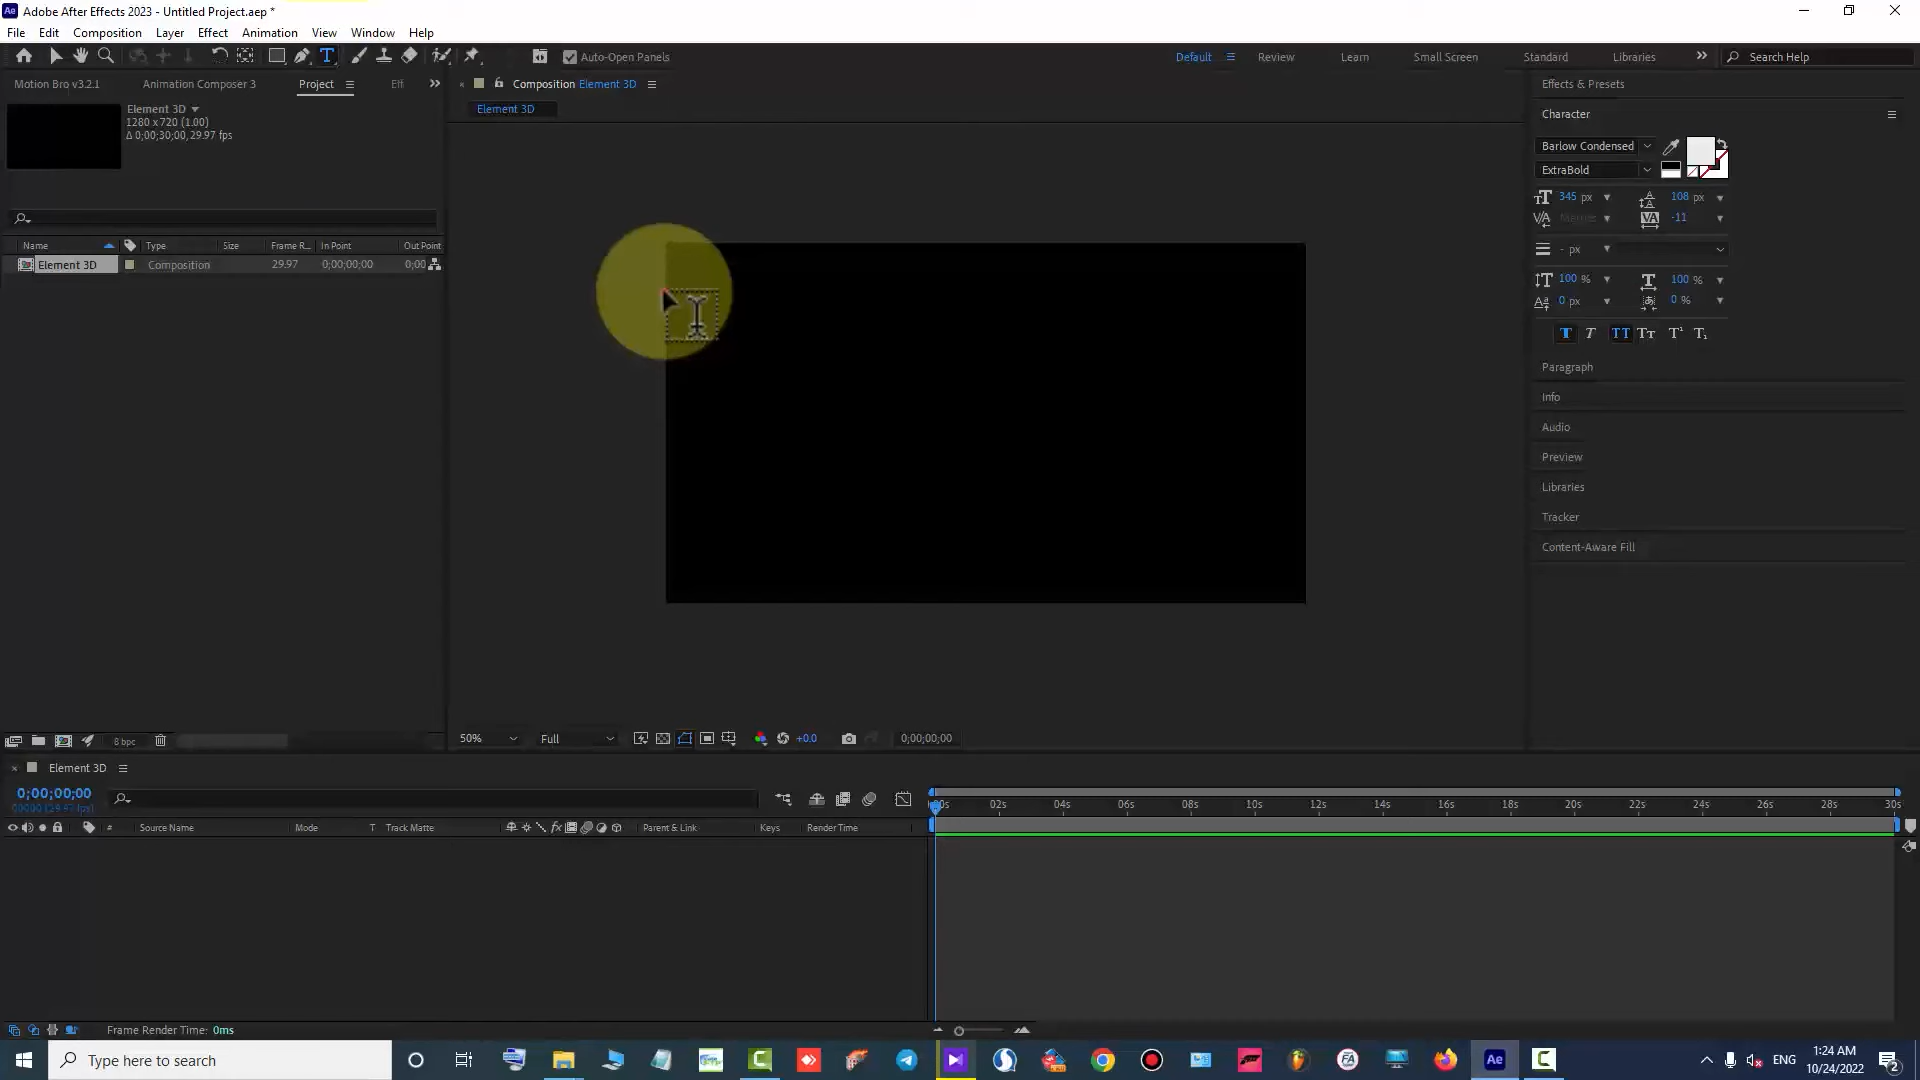 Adobe After Effects 2023 - Untitled Project.aep *
File Edit Composition Layer Effect Animation View Window Help
Auto-Open Panels
Default Review Learn Small Screen Standard Libraries Search Help
Motion Bro v3.2.1 Animation Composer 3 Project Eff
Composition Element 3D
Element 3D
Element 3D
1280 x 720 (1.00)
Δ 0;00;30;00, 29.97 fps
Name Type Size Frame R... In Point Out Point
Element 3D Composition 29.97 0;00;00;00 0;00
Effects & Presets
Character
Barlow Condensed
ExtraBold
345 px 108 px
-11
- px
100 % 100 %
0 px 0 %
Paragraph
Info
Audio
Preview
Libraries
Tracker
Content-Aware Fill
8 bpc
50% Full +0.0 0;00;00;00
Element 3D
0;00;00;00
00000 (29.97 fps)
# Source Name Mode T Track Matte Parent & Link Keys Render Time
02s 04s 06s 08s 10s 12s 14s 16s 18s 20s 22s 24s 26s 28s 30s
Frame Render Time: 0ms
Type here to search
ENG
1:24 AM
10/24/2022
2